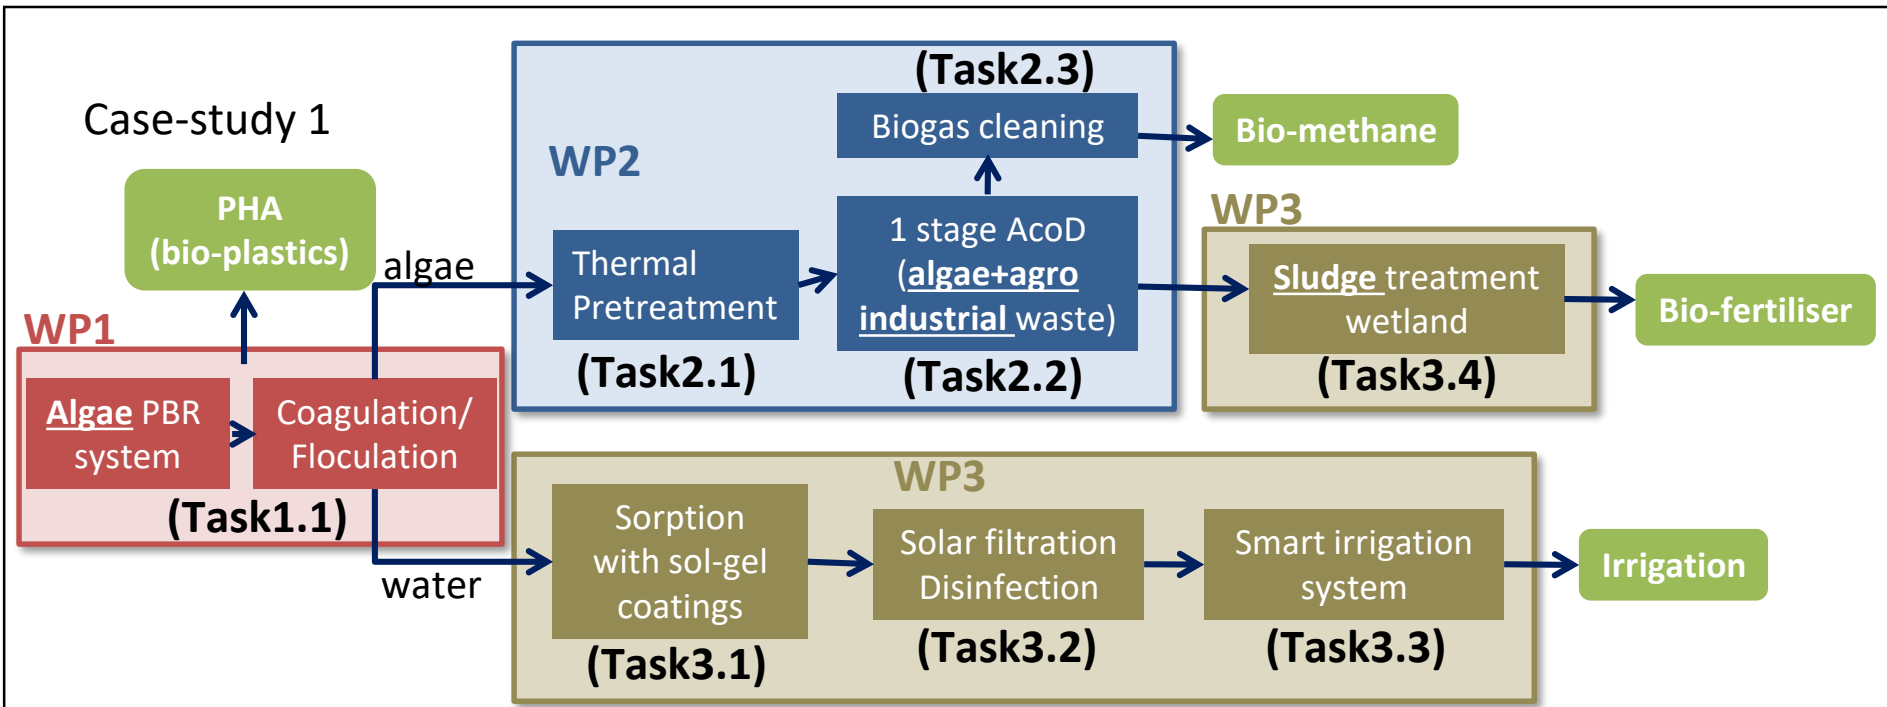 Case-study 1
PHA
(bio-plastics)
WP1
Algae PBR
system
Coagulation/
Floculation
(Task1.1)
algae
water
WP2
Thermal
Pretreatment
(Task2.1)
(Task2.3)
Biogas cleaning
1 stage AcoD
(algae+agro
industrial waste)
(Task2.2)
Bio-methane
WP3
Sludge treatment
wetland
(Task3.4)
Bio-fertiliser
WP3
Sorption
with sol-gel
coatings
(Task3.1)
Solar filtration
Disinfection
(Task3.2)
Smart irrigation
system
(Task3.3)
Irrigation